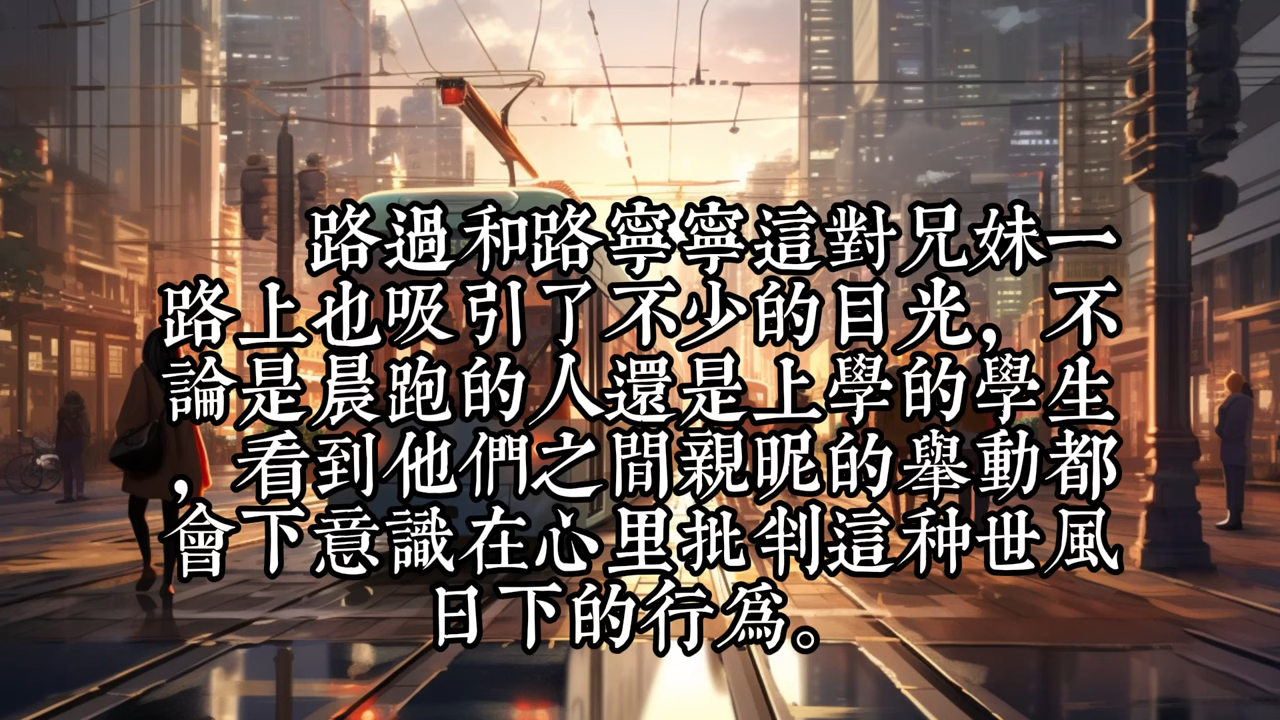 路過和路寧寧這對兄妹一
路上也吸引了不少的目光，不
論是晨跑的人還是上學的學生
，看到他們之間親昵的舉動都
會下意識在心里批判這种世風
日下的行爲。